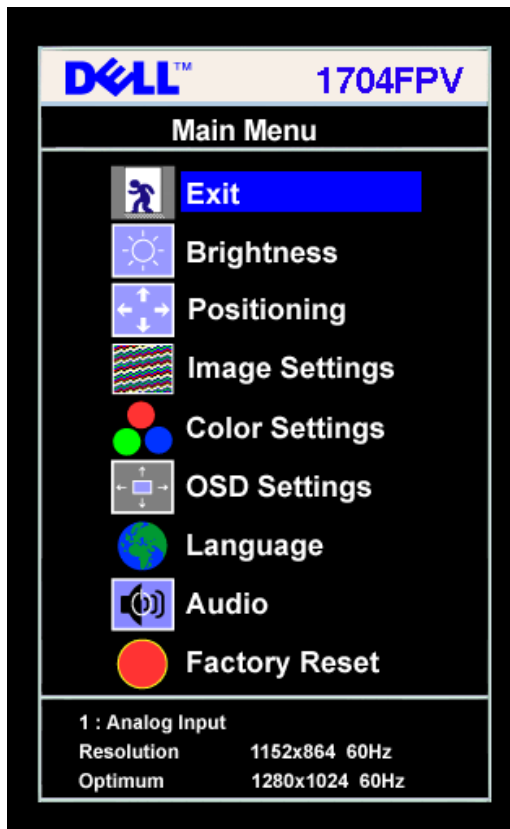 DELL™ 1704FPV
Main Menu
Exit
Brightness
Positioning
Image Settings
Color Settings
OSD Settings
Language
Audio
Factory Reset
1 : Analog Input
Resolution 1152x864 60Hz
Optimum 1280x1024 60Hz